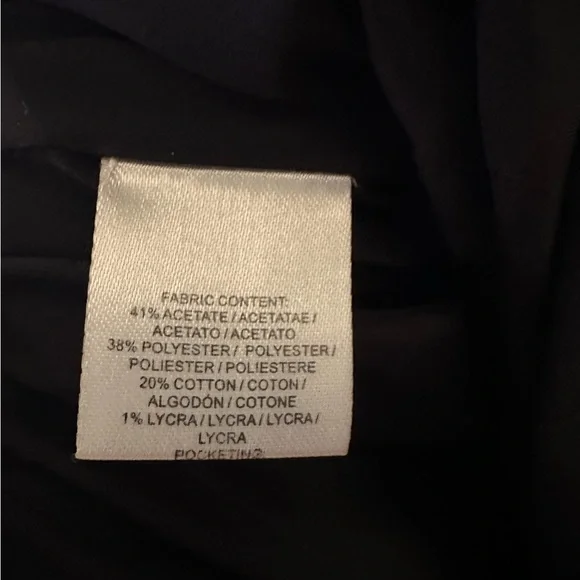 FABRIC CONTENT:
41% ACETATE / ACETATAE /
ACETATO / ACETATO
38% POLYESTER / POLYESTER /
POLIESTER / POLIESTERE
20% COTTON / COTON /
ALGODÓN / COTONE
1% LYCRA / LYCRA / LYCRA /
LYCRA
POCKETING